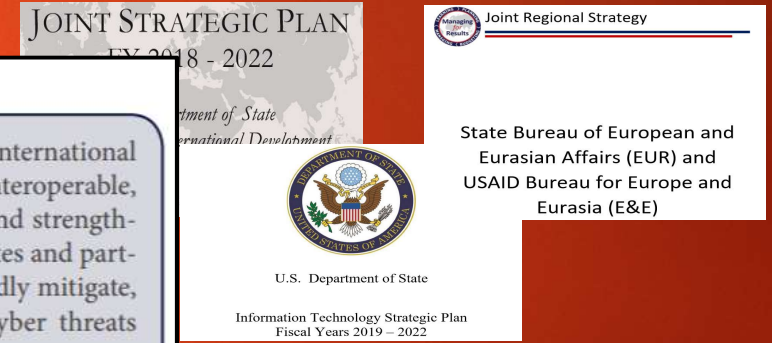 JOINT STRATEGIC PLAN
FY 2018 - 2022
of State
International Development
nternational
nteroperable,
nd strength-
es and part-
dly mitigate,
yber threats
DEPARTMENT OF STATE
UNITED STATES OF AMERICA
U.S. Department of State
Information Technology Strategic Plan
Fiscal Years 2019 – 2022
Managing
for
Results
Joint Regional Strategy
State Bureau of European and
Eurasian Affairs (EUR) and
USAID Bureau for Europe and
Eurasia (E&E)